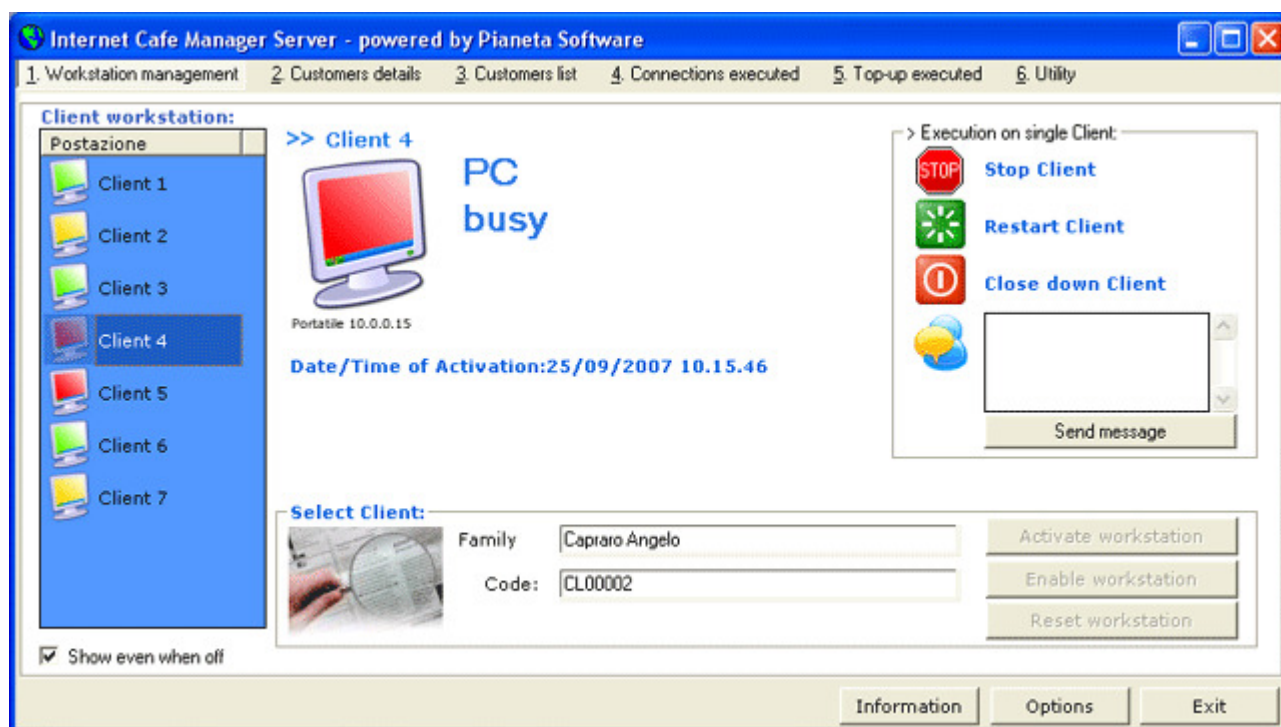 Internet Cafe Manager Server - powered by Pianeta Software
1. Workstation management 2. Customers details 3. Customers list 4. Connections executed 5. Top-up executed 6. Utility
Client workstation:
Postazione
Client 1
Client 2
Client 3
Client 4
Client 5
Client 6
Client 7
Show even when off
>> Client 4
PC
busy
Portatile 10.0.0.15
Date/Time of Activation:25/09/2007 10.15.46
> Execution on single Client:
STOP
Stop Client
Restart Client
Close down Client
Send message
Select Client:
Family Capraro Angelo
Code: CL00002
Activate workstation
Enable workstation
Reset workstation
Information Options Exit